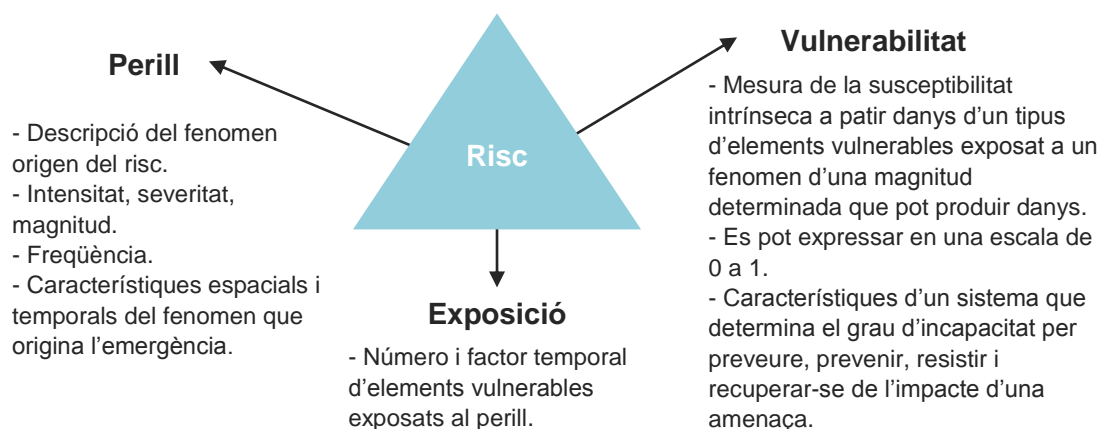 Perill
- Descripció del fenomen
origen del risc.
- Intensitat, severitat,
magnitud.
- Freqüència.
- Característiques espacials i
temporals del fenomen que
origina l’emergència.
Risc
Exposició
- Número i factor temporal
d’elements vulnerables
exposats al perill.
Vulnerabilitat
- Mesura de la susceptibilitat
intrínseca a patir danys d’un tipus
d’elements vulnerables exposat a un
fenomen d’una magnitud
determinada que pot produir danys.
- Es pot expressar en una escala de
0 a 1.
- Característiques d’un sistema que
determina el grau d’incapacitat per
preveure, prevenir, resistir i
recuperar-se de l’impacte d’una
amenaça.